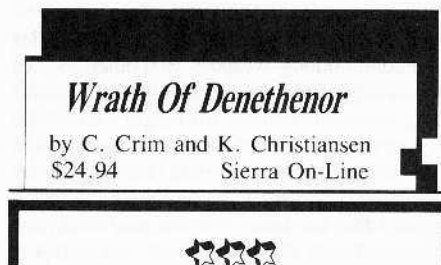 Wrath Of Denethenor
by C. Crim and K. Christiansen
$24.94 Sierra On-Line